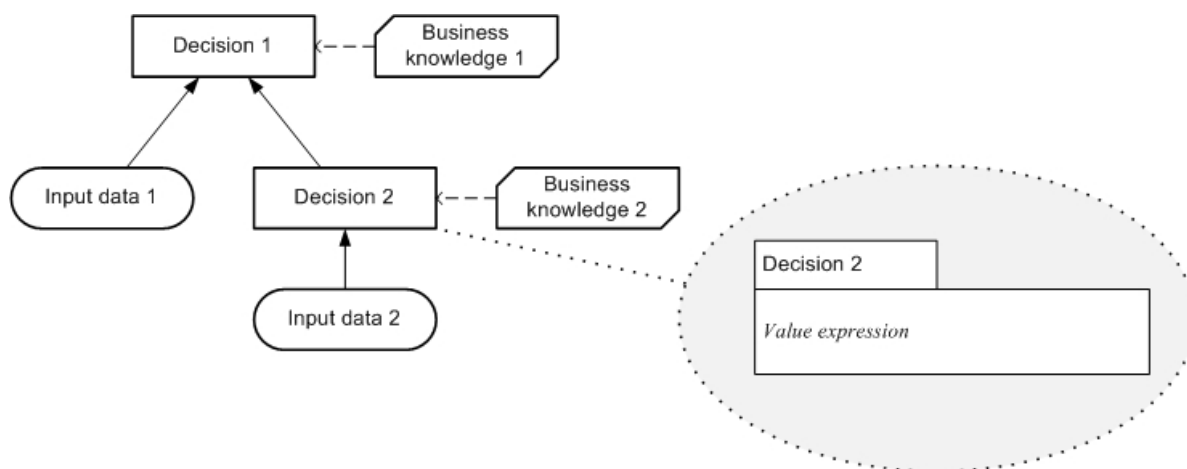 Decision 1
Business
knowledge 1
Input data 1
Decision 2
Business
knowledge 2
Input data 2
Decision 2
Value expression